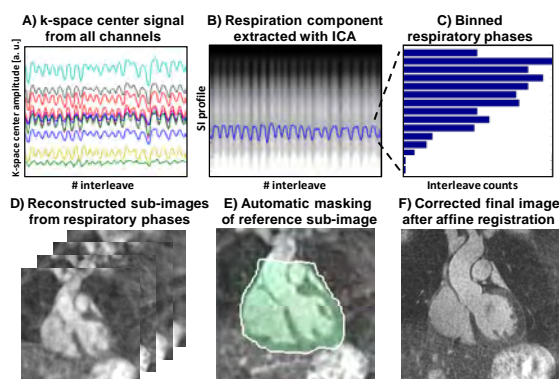 A) k-space center signal
from all channels
B) Respiration component
extracted with ICA
C) Binned
respiratory phases
K-space center amplitude [a. u.]
# interleave
SI profile
# interleave
Interleave counts
D) Reconstructed sub-images
from respiratory phases
E) Automatic masking
of reference sub-image
F) Corrected final image
after affine registration